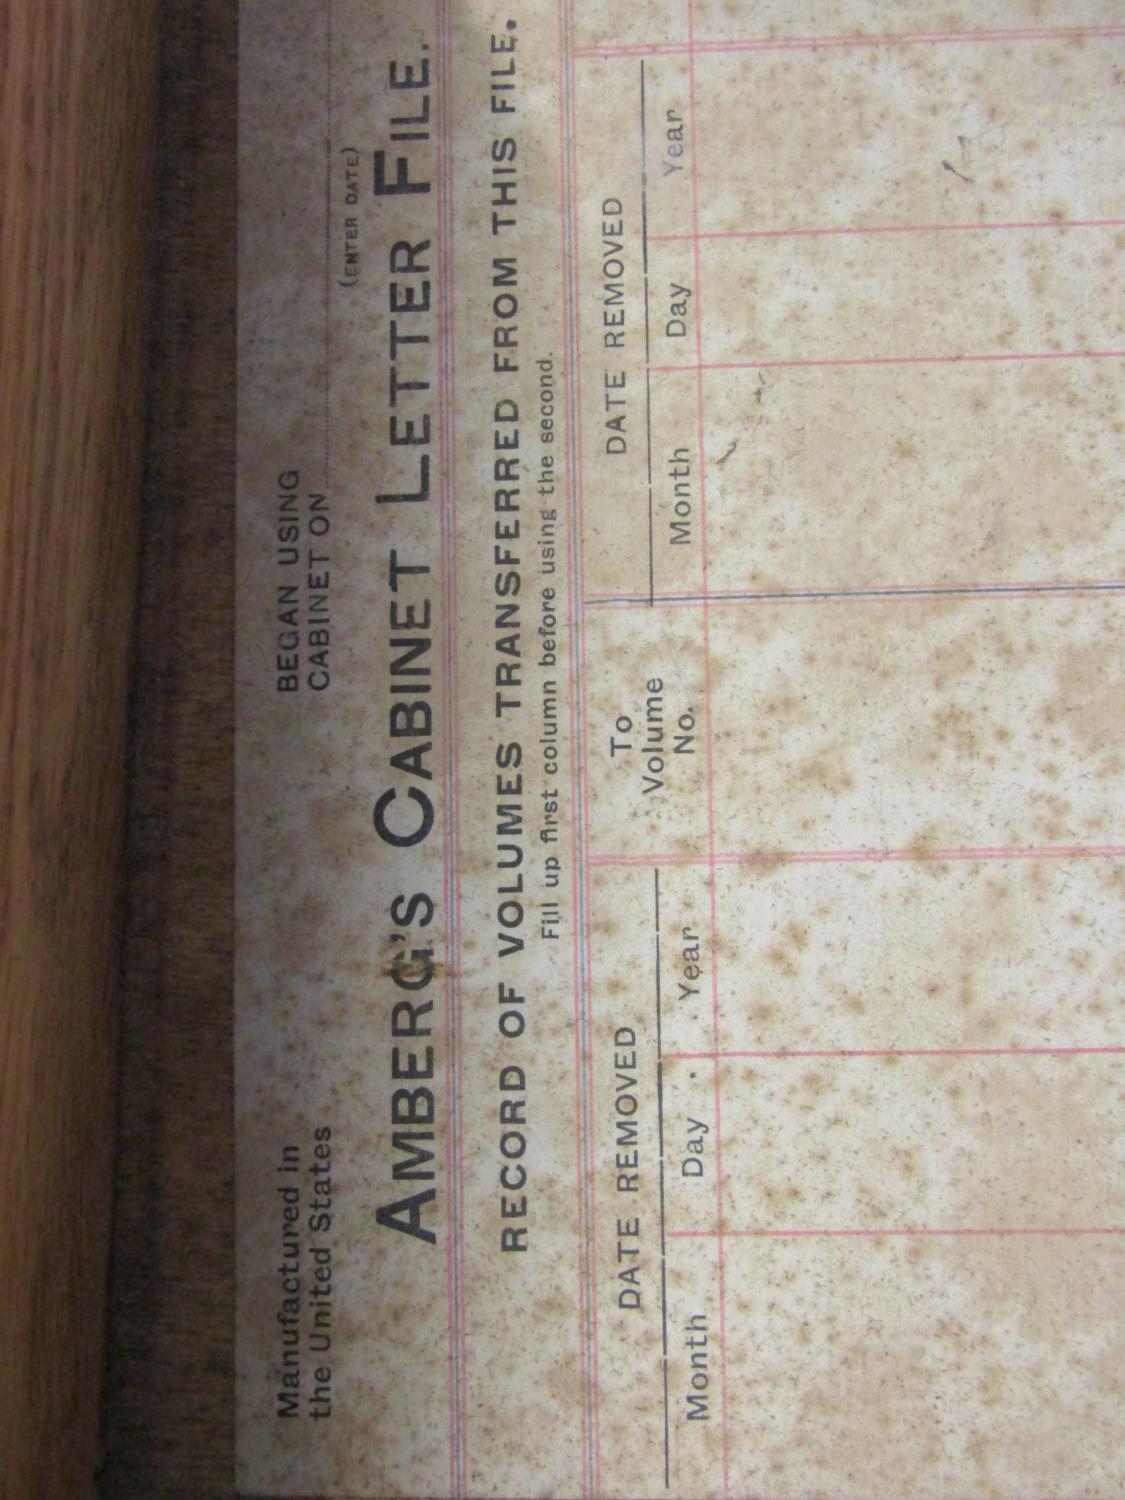 Manufactured in
the United States
BEGAN USING
CABINET ON
(ENTER DATE)
AMBERG'S CABINET LETTER FILE.
RECORD OF VOLUMES TRANSFERRED FROM THIS FILE.
Fill up first column before using the second.
DATE REMOVED
Month Day Year
To
Volume
No.
DATE REMOVED
Month Day Year